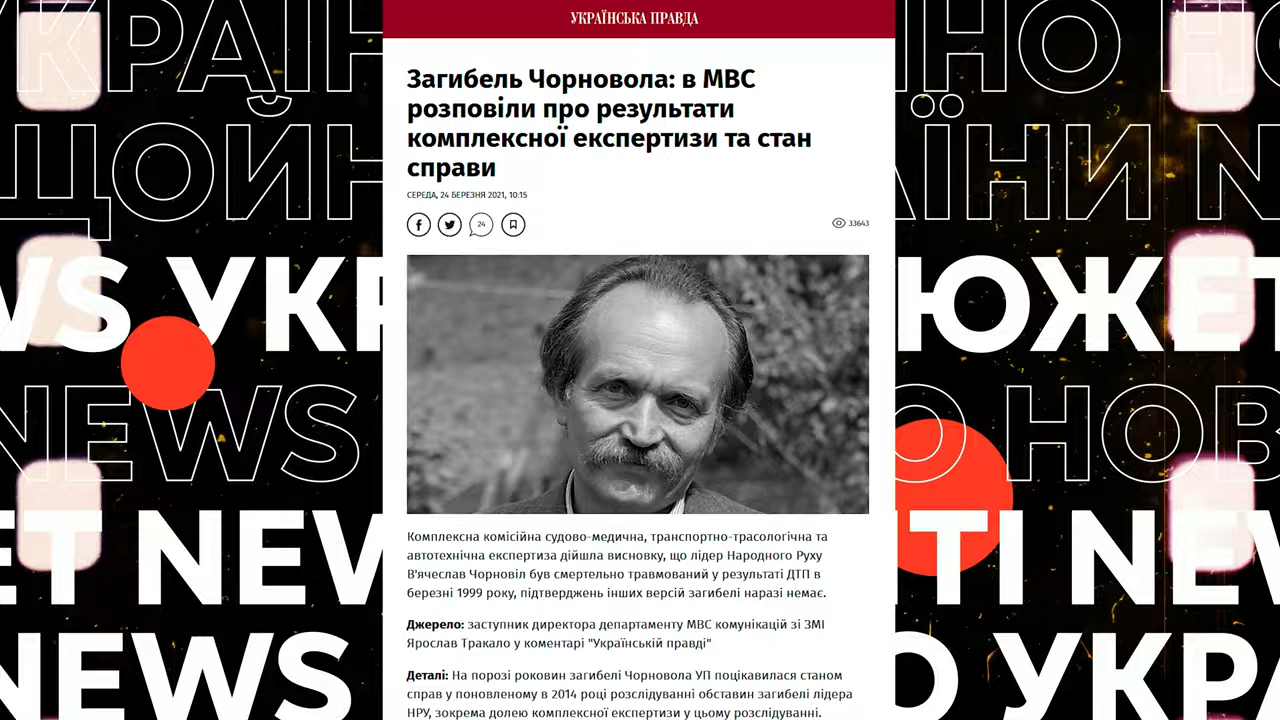 УКРАЇНСЬКА ПРАВДА
Загибель Чорновола: в МВС
розповіли про результати
комплексної експертизи та стан
справи
СЕРЕДА, 24 БЕРЕЗНЯ 2021, 10:15
24
33643
Комплексна комісійна судово-медична, транспортно-трасологічна та
автотехнічна експертиза дійшла висновку, що лідер Народного Руху
В'ячеслав Чорновіл був смертельно травмований у результаті ДТП в
березні 1999 року, підтверджень інших версій загибелі наразі немає.
Джерело: заступник директора департаменту МВС комунікацій зі ЗМІ
Ярослав Тракало у коментарі "Українській правді"
Деталі: На порозі роковин загибелі Чорновола УП поцікавилася станом
справ у поновленому в 2014 році розслідуванні обставин загибелі лідера
НРУ, зокрема долею комплексної експертизи у цьому розслідуванні.
NEWS
NEWS